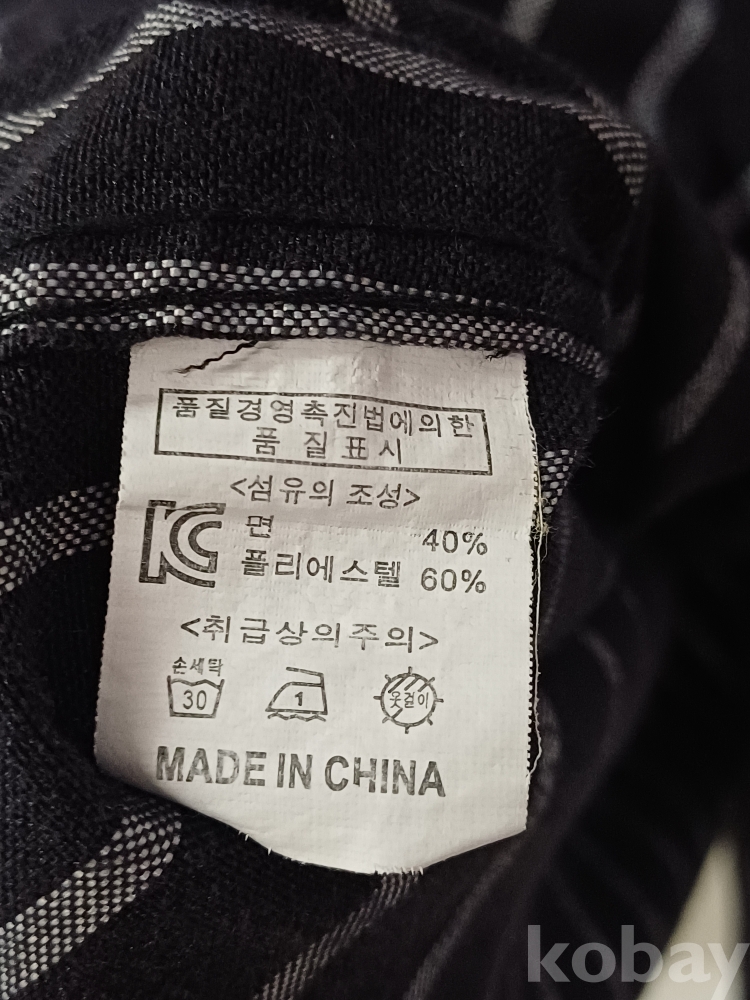 품질경영촉진법에의한
품 질 표시
<섬유의 조성>
KC
면 40%
폴리에스텔 60%
<취급상의주의>
손세탁
30
1
옷걸이
MADE IN CHINA
kobay